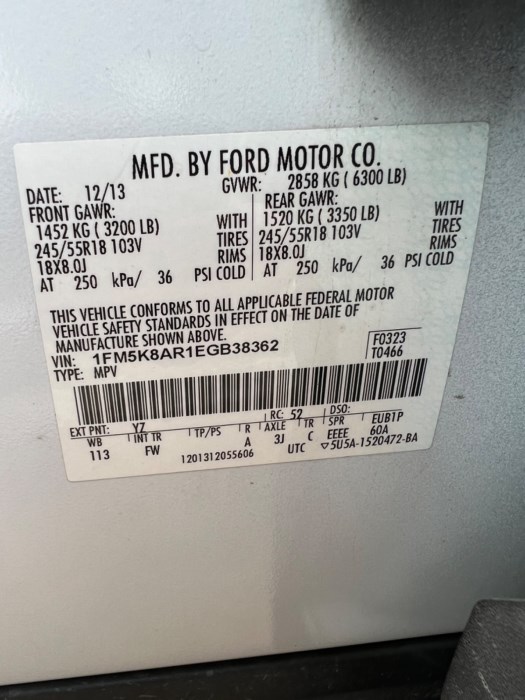 MFD. BY FORD MOTOR CO.
DATE: 12/13 GVWR: 2858 KG ( 6300 LB)
FRONT GAWR: REAR GAWR:
1452 KG ( 3200 LB) WITH 1520 KG ( 3350 LB) WITH
245/55R18 103V TIRES 245/55R18 103V TIRES
18X8.0J RIMS 18X8.0J RIMS
AT 250 kPa/ 36 PSI COLD AT 250 kPa/ 36 PSI COLD
THIS VEHICLE CONFORMS TO ALL APPLICABLE FEDERAL MOTOR
VEHICLE SAFETY STANDARDS IN EFFECT ON THE DATE OF
MANUFACTURE SHOWN ABOVE.
VIN: 1FM5K8AR1EGB38362 F0323
TYPE: MPV T0466
EXT PNT: YZ RC: 52 DSO:
WB INT TR TP/PS R AXLE TR SPR EUB1P
113 FW A 3J C EEEE 60A
1201312055606 UTC ▽5U5A-1520472-BA